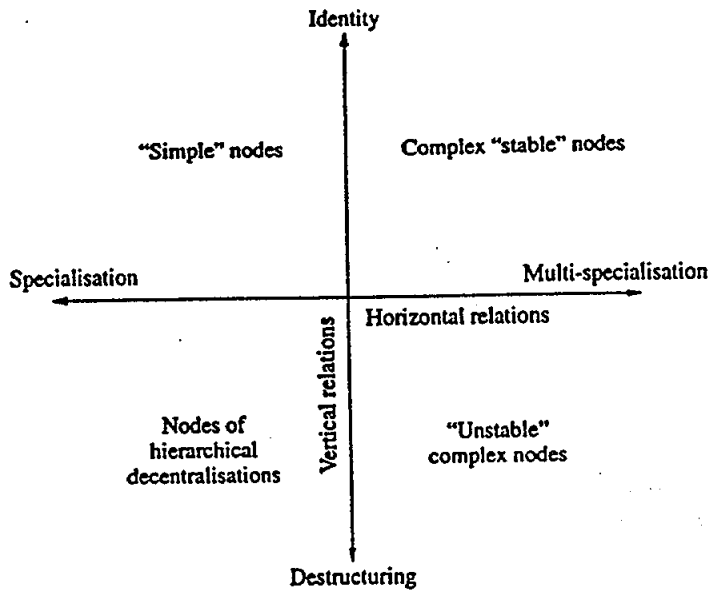 Identity
“Simple” nodes
Complex “stable” nodes
Specialisation
Multi-specialisation
Horizontal relations
Vertical relations
Nodes of
hierarchical
decentralisations
“Unstable”
complex nodes
Destructuring